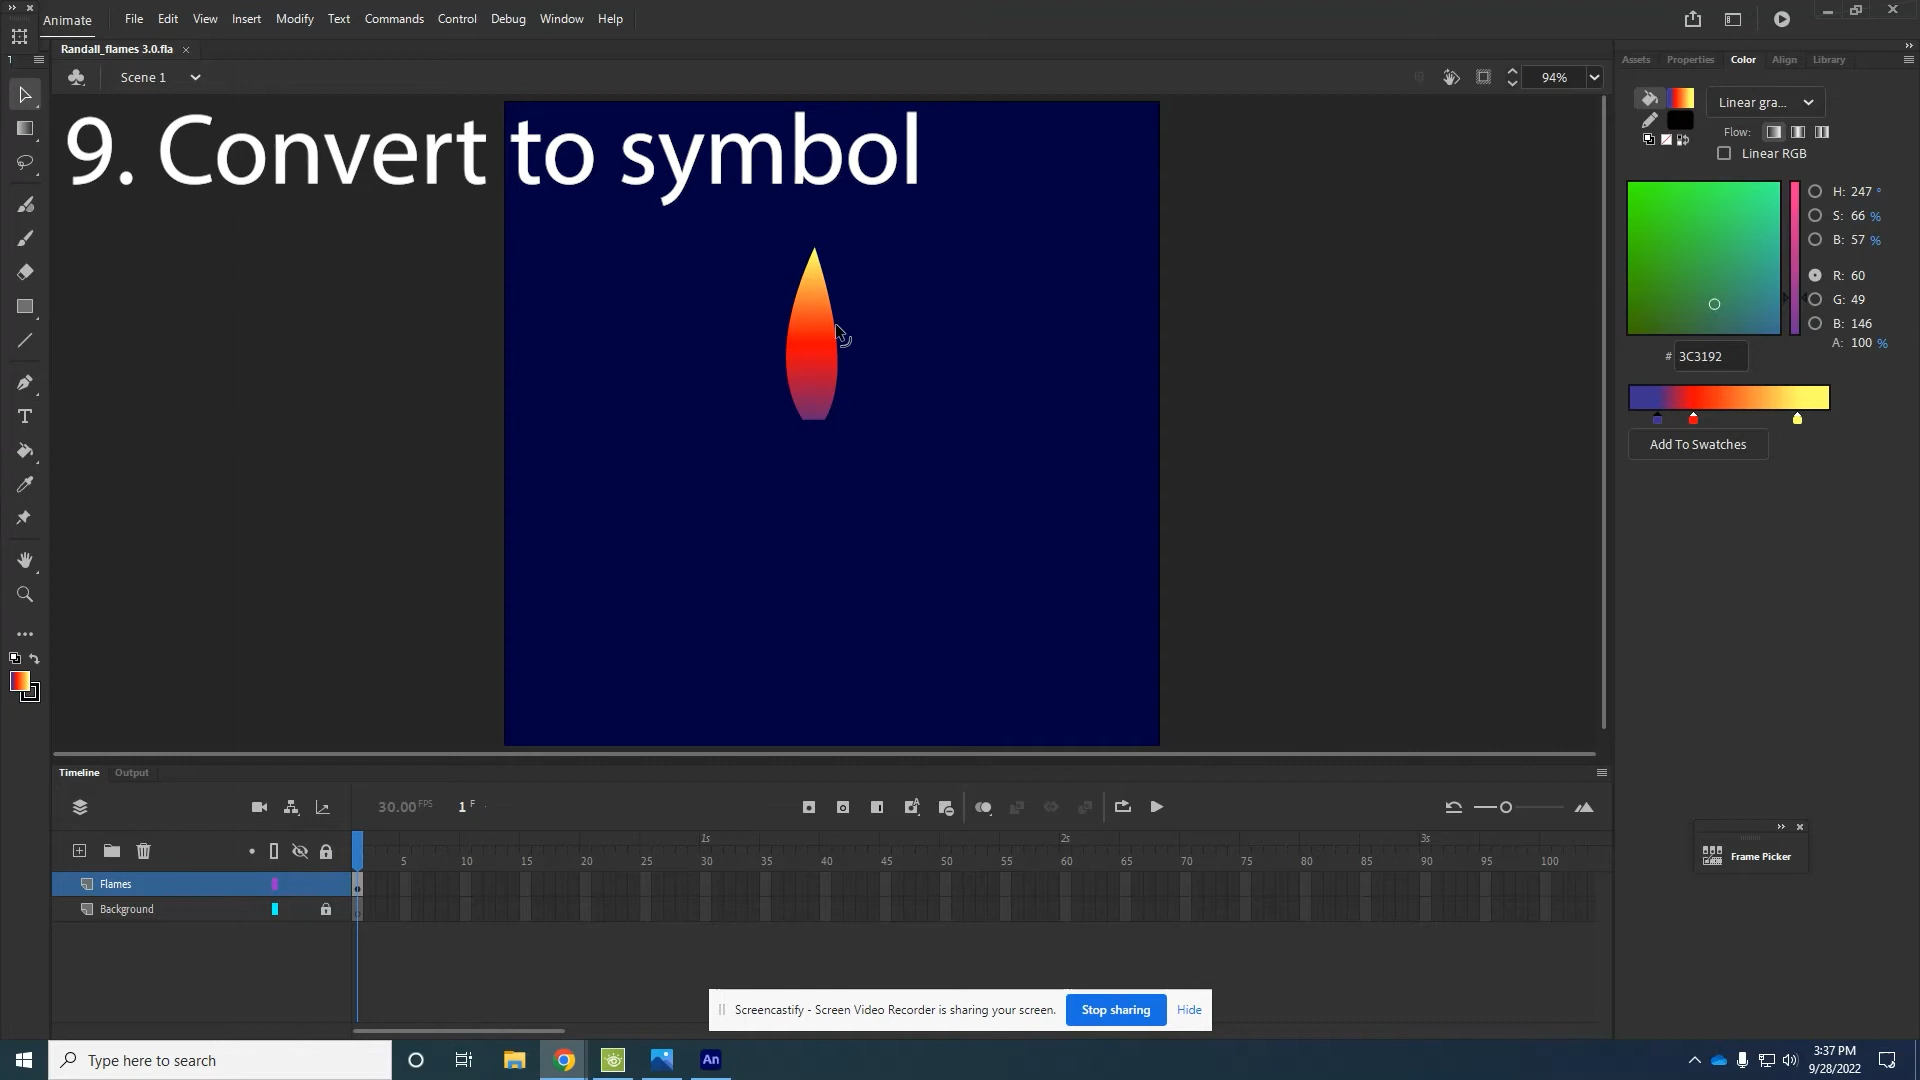 Animate File Edit View Insert Modify Text Commands Control Debug Window Help
Randall_flames 3.0.fla
Scene 1
94%
Assets Properties Color Align Library
9. Convert to symbol
Linear gra...
Flow:
Linear RGB
H: 247 °
S: 66 %
B: 57 %
R: 60
G: 49
B: 146
A: 100 %
# 3C3192
Add To Swatches
Timeline Output
30.00 FPS 1 F
1s 2s 3s
5 10 15 20 25 30 35 40 45 50 55 60 65 70 75 80 85 90 95 100
Flames
Background
Frame Picker
Screencastify - Screen Video Recorder is sharing your screen. Stop sharing Hide
Type here to search
An
3:37 PM
9/28/2022